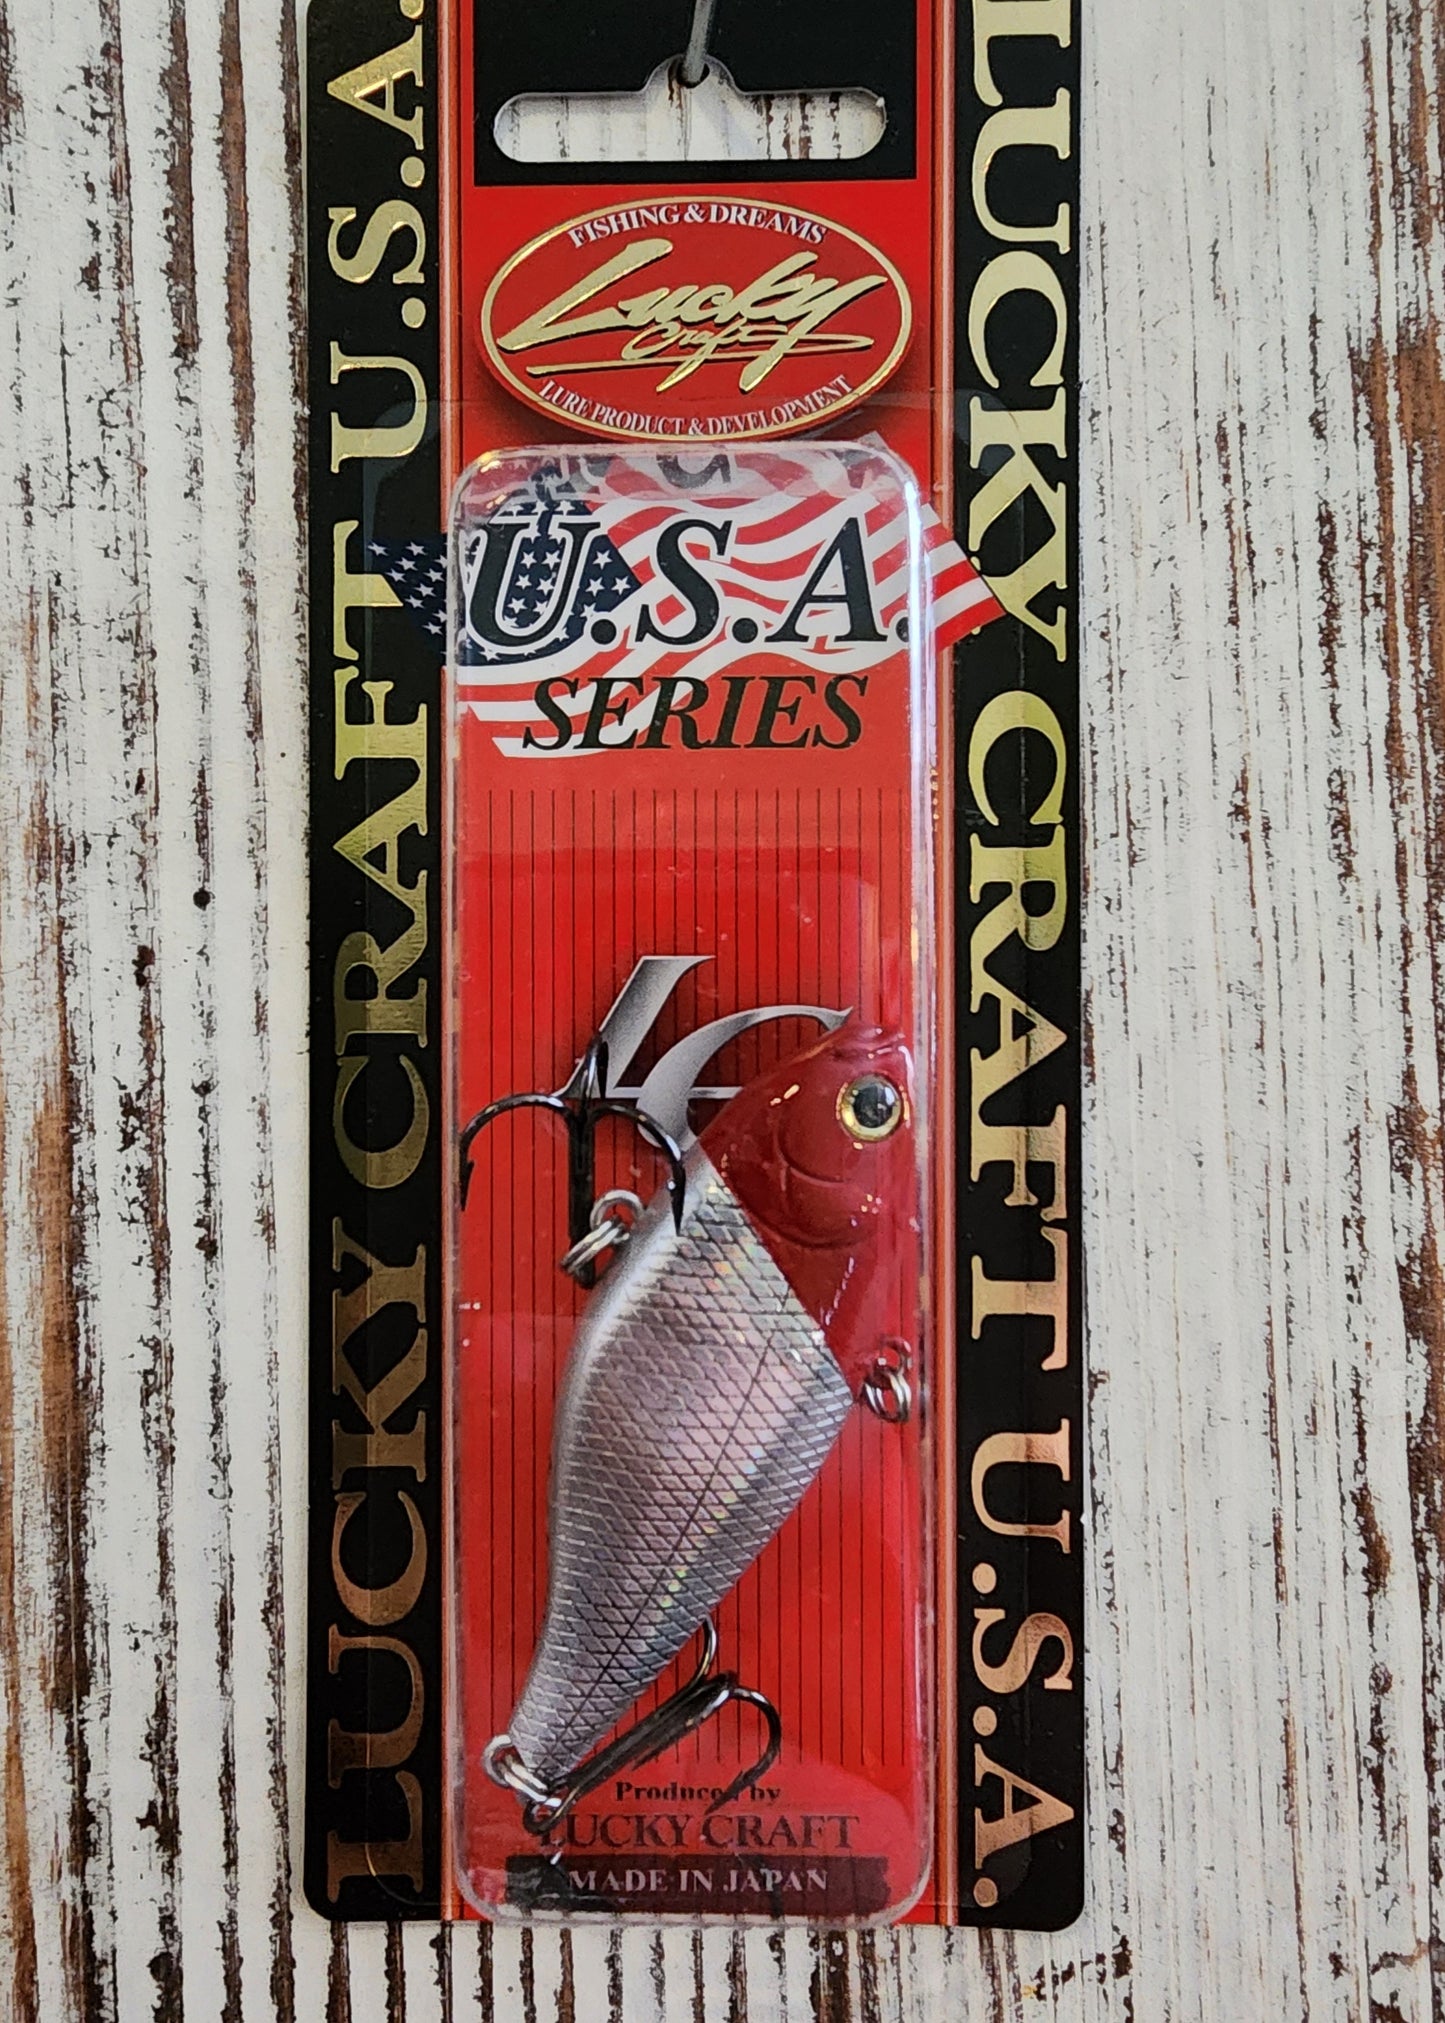 FISHING & DREAMS
Lucky
Craft
LURE PRODUCT & DEVELOPMENT
U.S.A.
SERIES
LC
Produced by
LUCKY CRAFT
MADE IN JAPAN
LUCKY CRAFT U.S.A.
LUCKY CRAFT U.S.A.